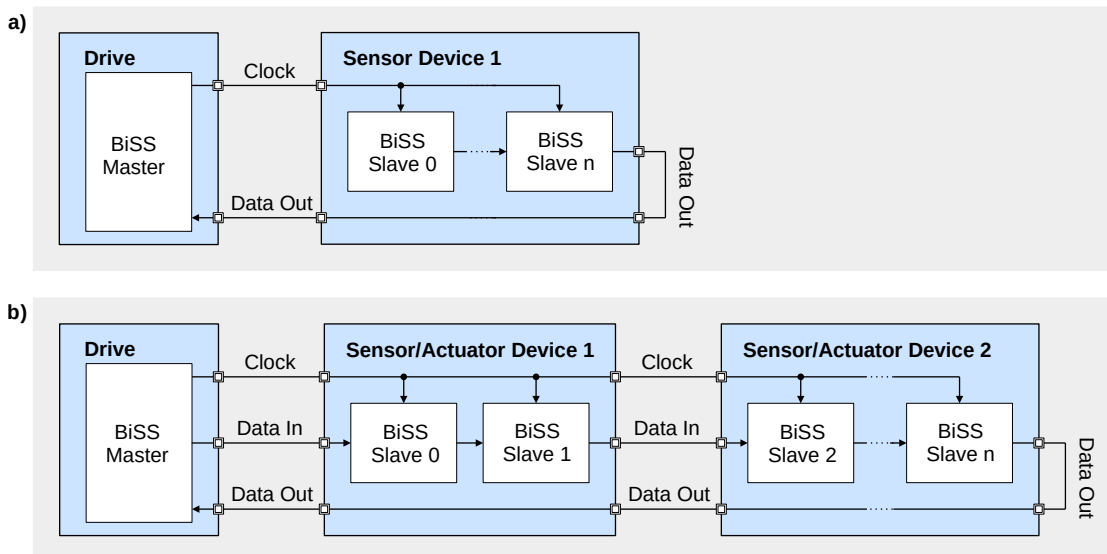 a)
Drive
Sensor Device 1
Clock
BiSS
Master
BiSS
Slave 0
BiSS
Slave n
Data Out
Data Out
b)
Drive
Sensor/Actuator Device 1
Sensor/Actuator Device 2
Clock
Clock
BiSS
Master
Data In
BiSS
Slave 0
BiSS
Slave 1
Data In
BiSS
Slave 2
BiSS
Slave n
Data Out
Data Out
Data Out